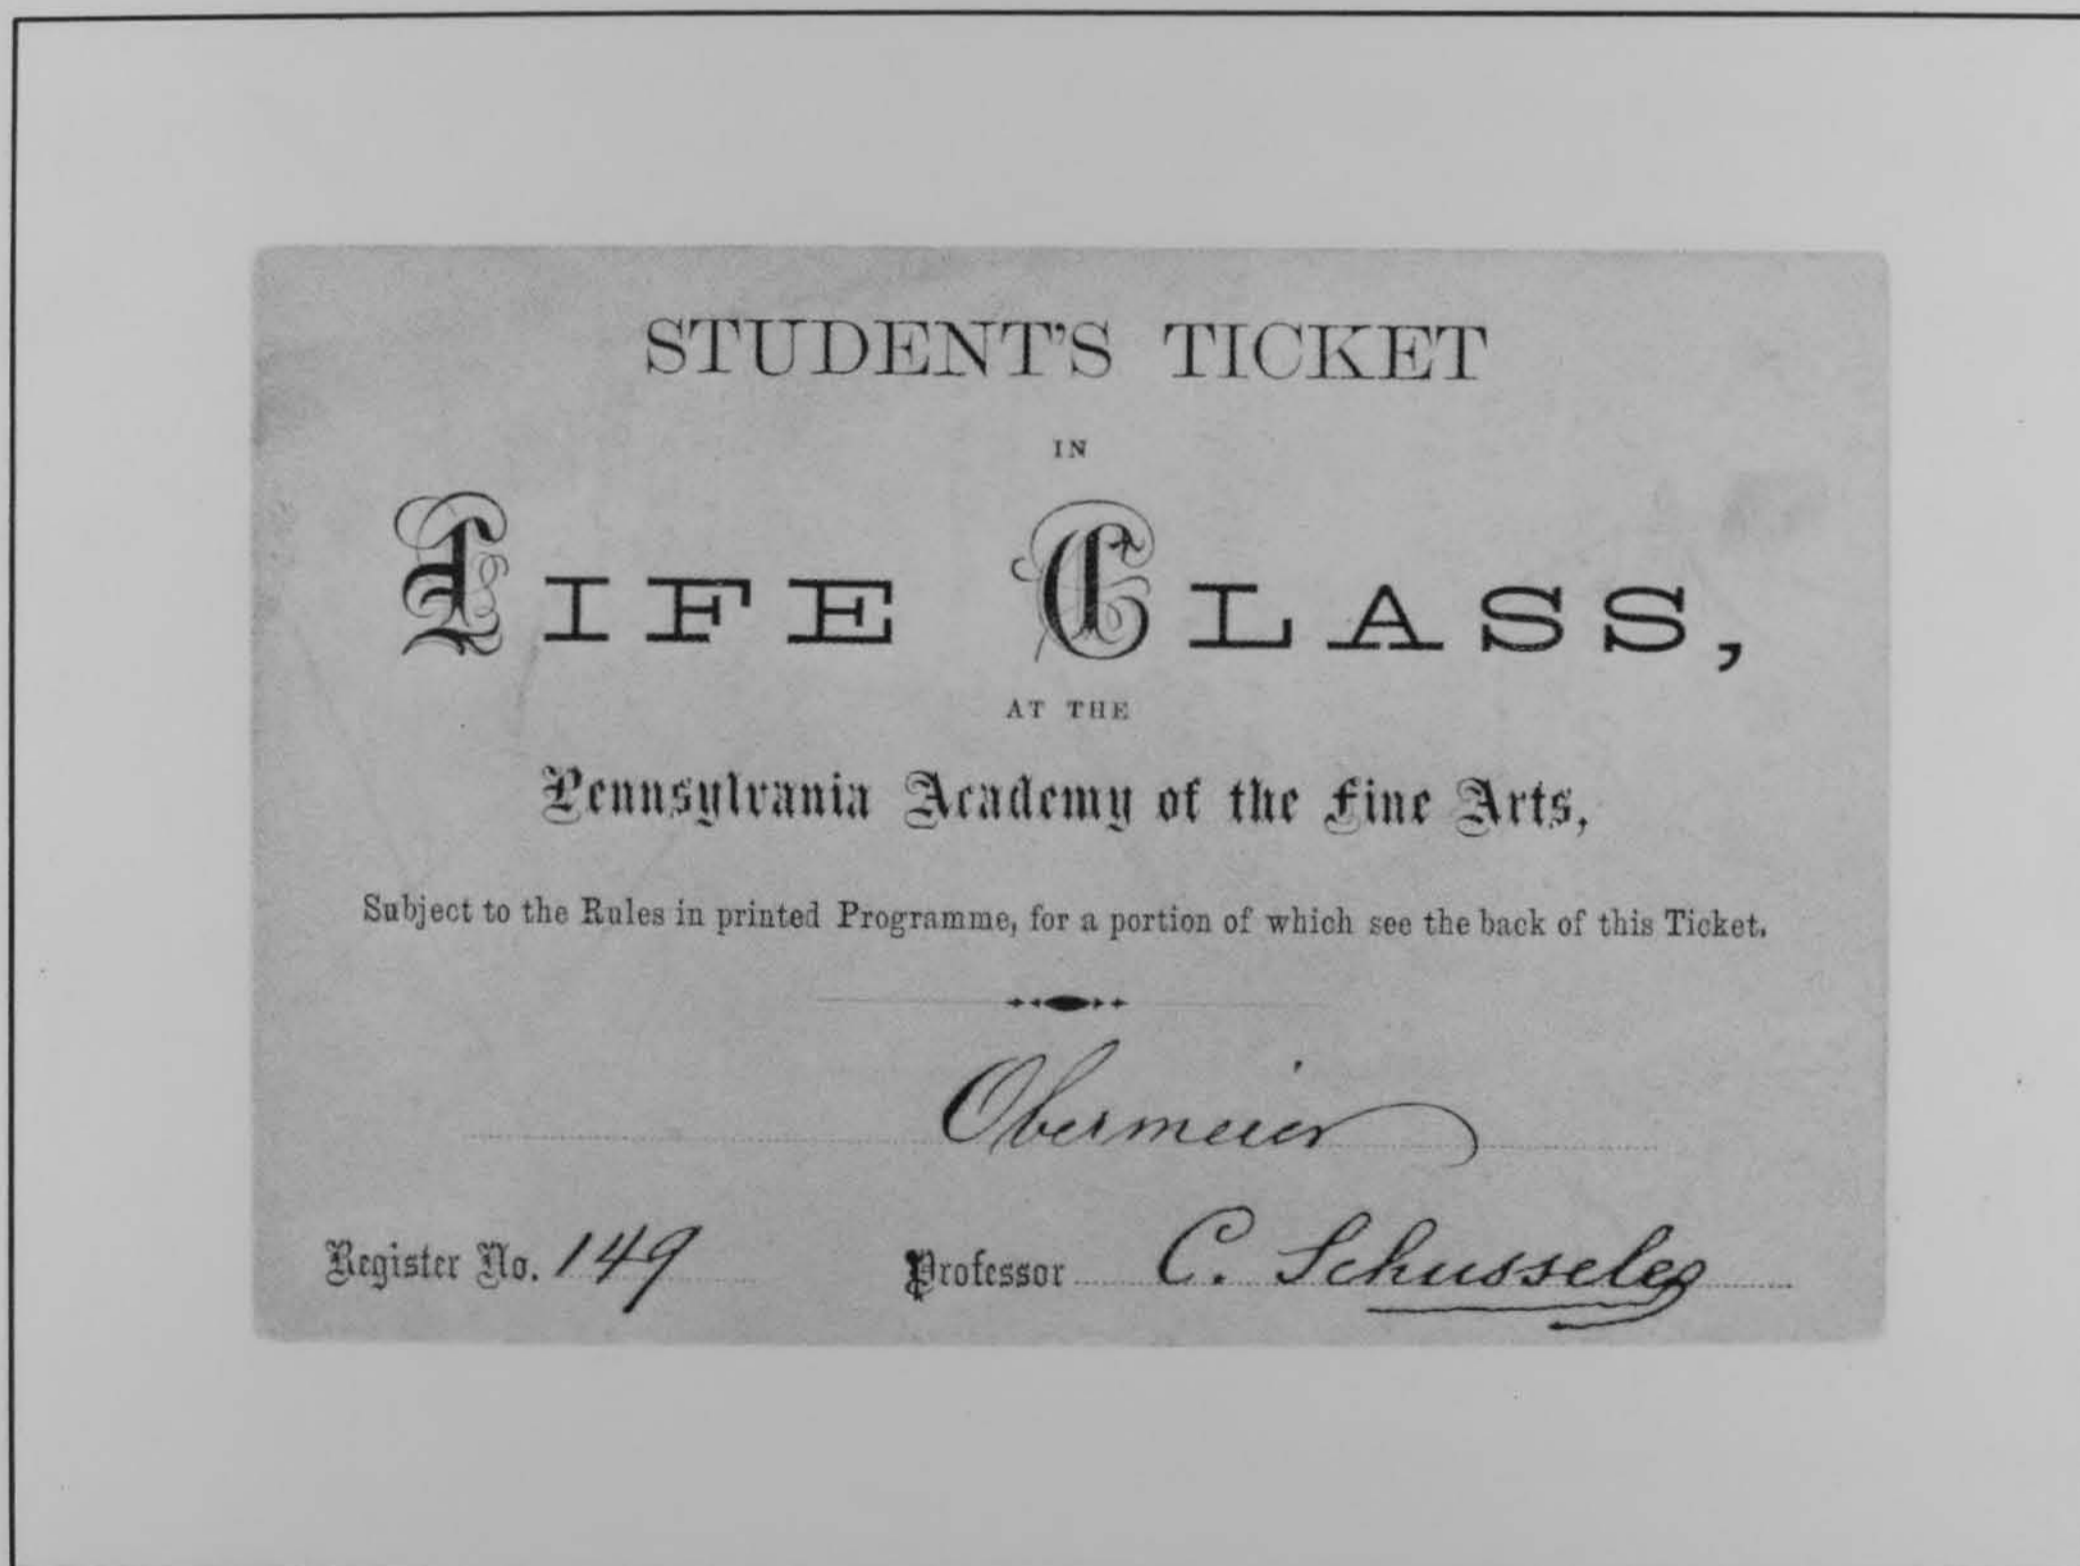 STUDENT'S TICKET
IN
LIFE CLASS,
AT THE
Pennsylvania Academy of the Fine Arts,
Subject to the Rules in printed Programme, for a portion of which see the back of this Ticket.
Obermeier
Register No. 149 Professor C. Schussele